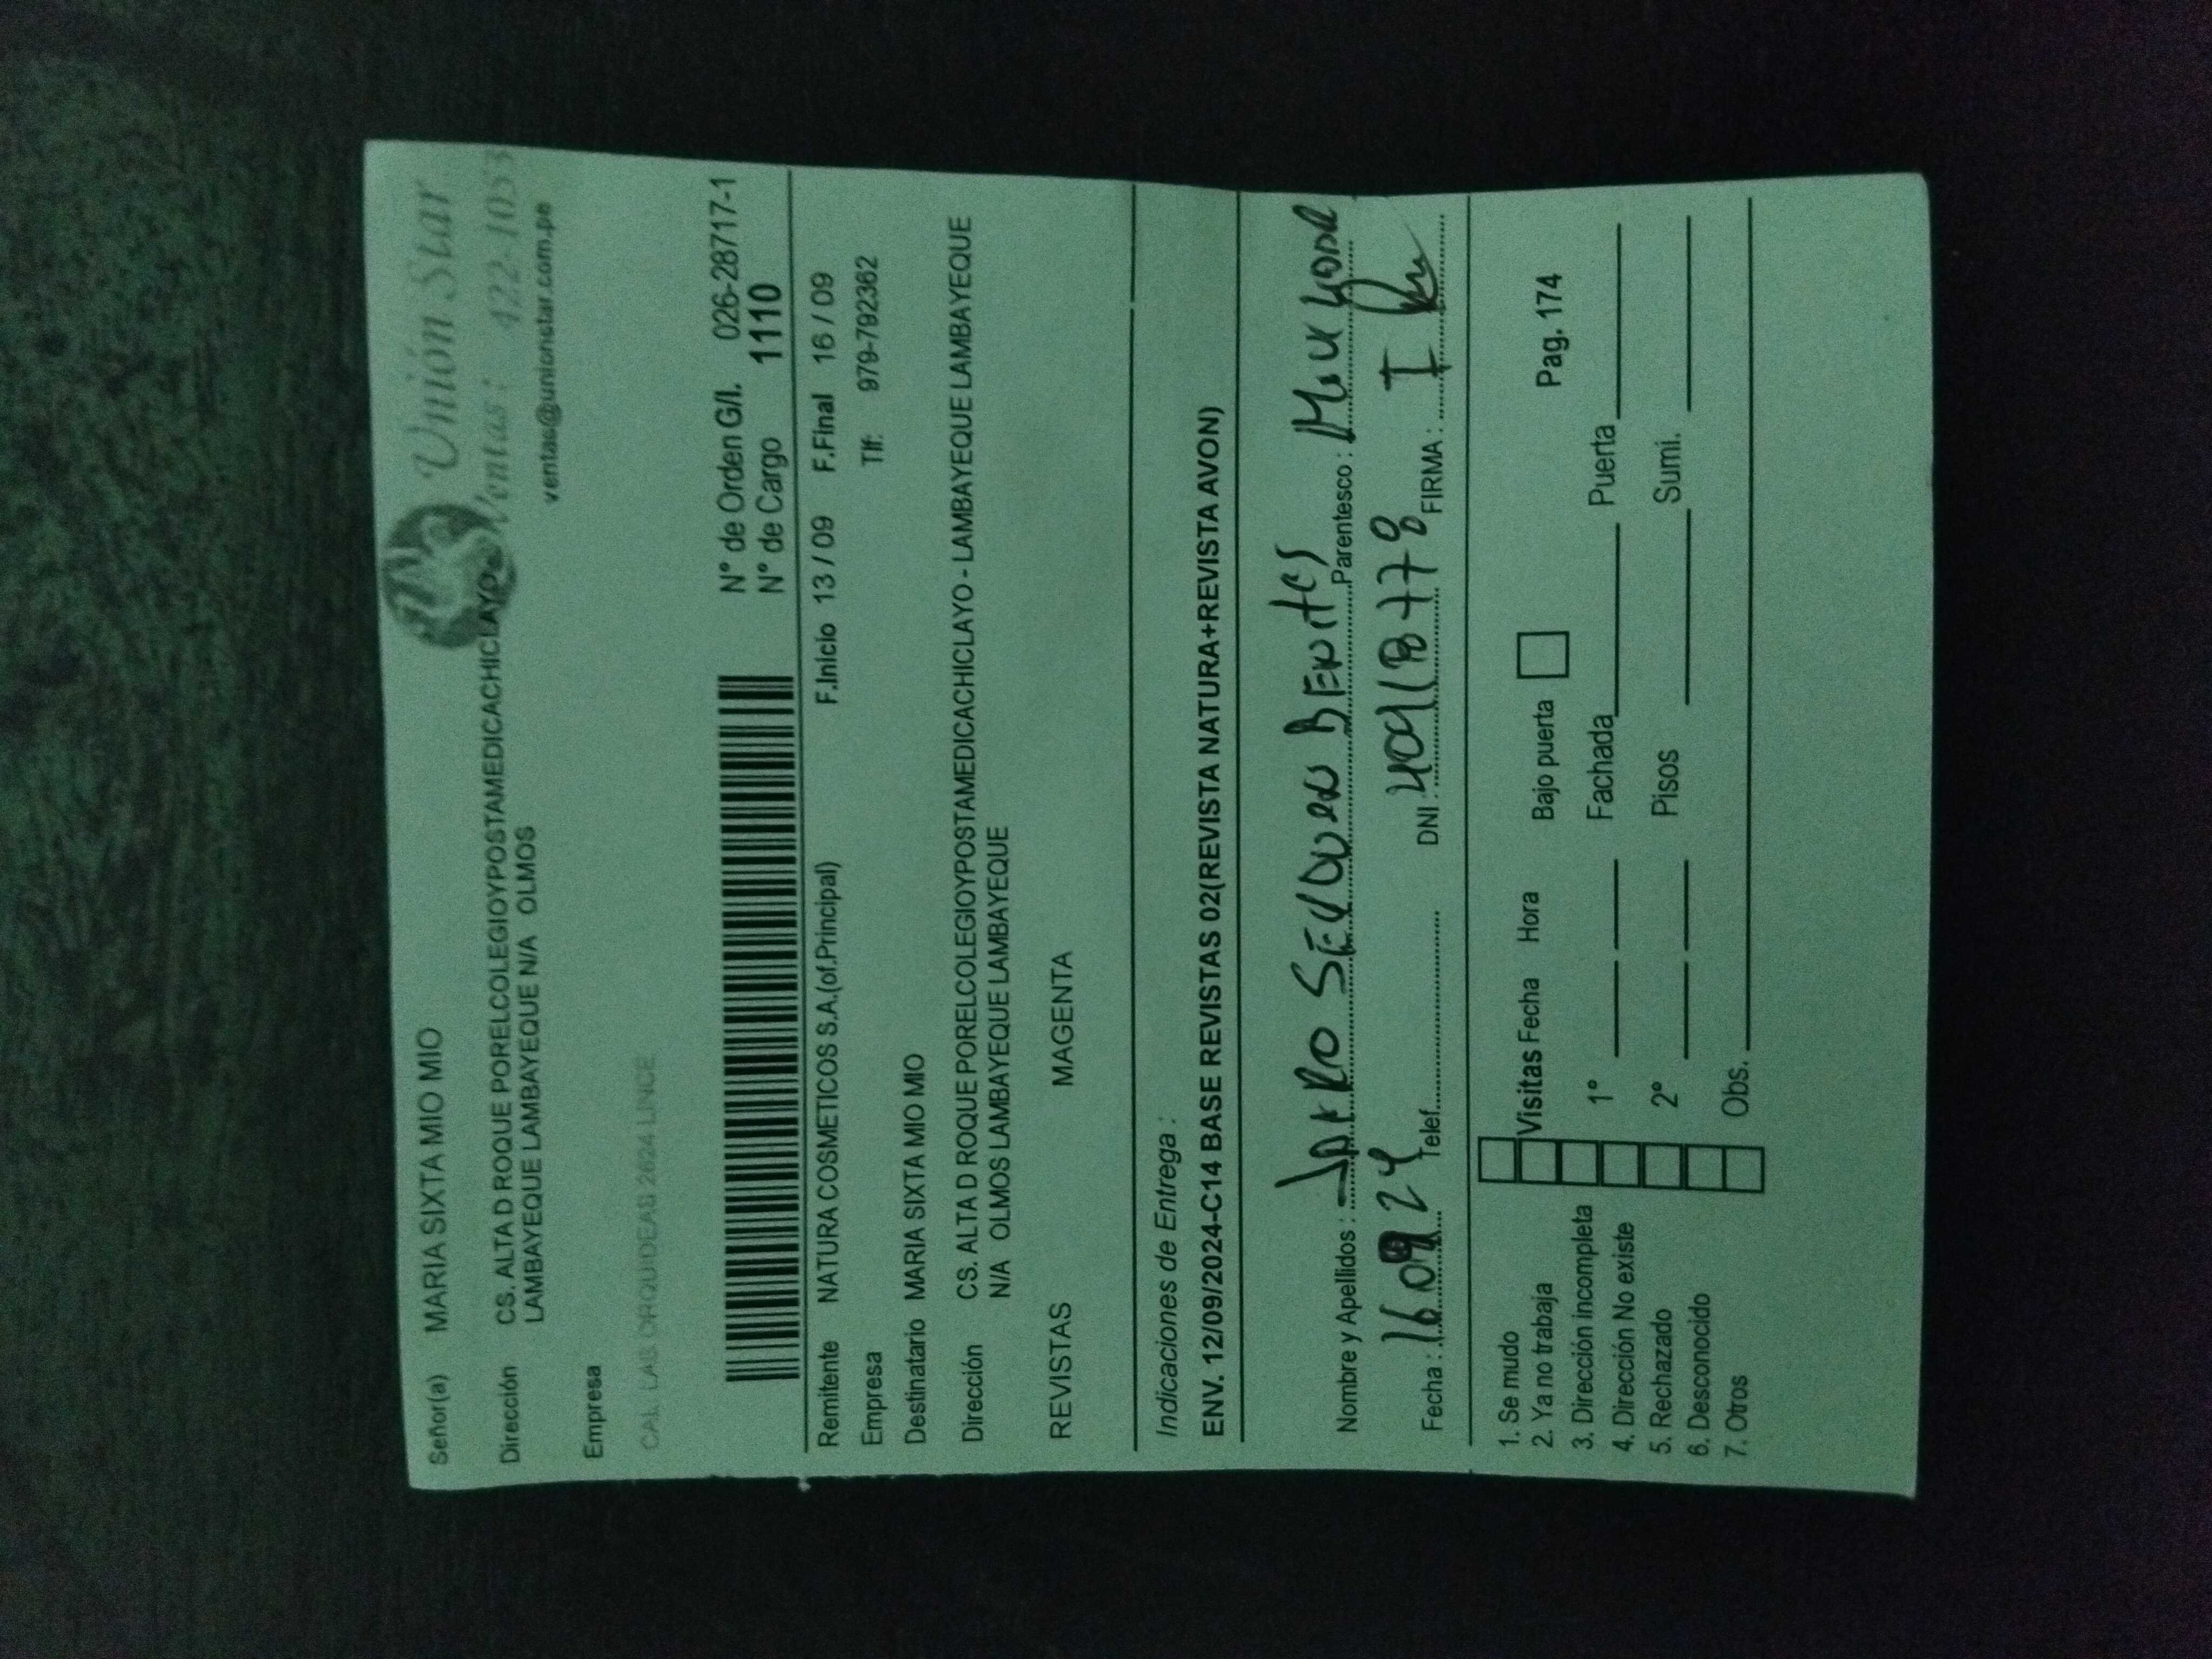 Unión Star
Ventas: 422-1053
ventas@unionstar.com.pe
Señor(a) MARIA SIXTA MIO MIO
Dirección CS. ALTA D ROQUE PORELCOLEGIOYPOSTAMEDICACHICLAYO -
LAMBAYEQUE LAMBAYEQUE N/A OLMOS
Empresa
CAL. LAS ORQUIDEAS 2624 LINCE
N° de Orden G/I. 026-28717-1
N° de Cargo 1110
Remitente NATURA COSMETICOS S.A.(of.Principal) F.Inicio 13 / 09 F.Final 16 / 09
Empresa Tlf: 979-792362
Destinatario MARIA SIXTA MIO MIO
Dirección CS. ALTA D ROQUE PORELCOLEGIOYPOSTAMEDICACHICLAYO - LAMBAYEQUE LAMBAYEQUE
N/A OLMOS LAMBAYEQUE LAMBAYEQUE
REVISTAS MAGENTA
Indicaciones de Entrega :
ENV. 12/09/2024-C14 BASE REVISTAS 02(REVISTA NATURA+REVISTA AVON)
Nombre y Apellidos : Parentesco :
Fecha : 16 09 24 Telef. DNI : FIRMA :
1. Se mudo
2. Ya no trabaja Visitas Fecha Hora Bajo puerta Pag. 174
3. Dirección incompleta 1° Fachada Puerta
4. Dirección No existe
5. Rechazado 2° Pisos Sumi.
6. Desconocido
7. Otros Obs.